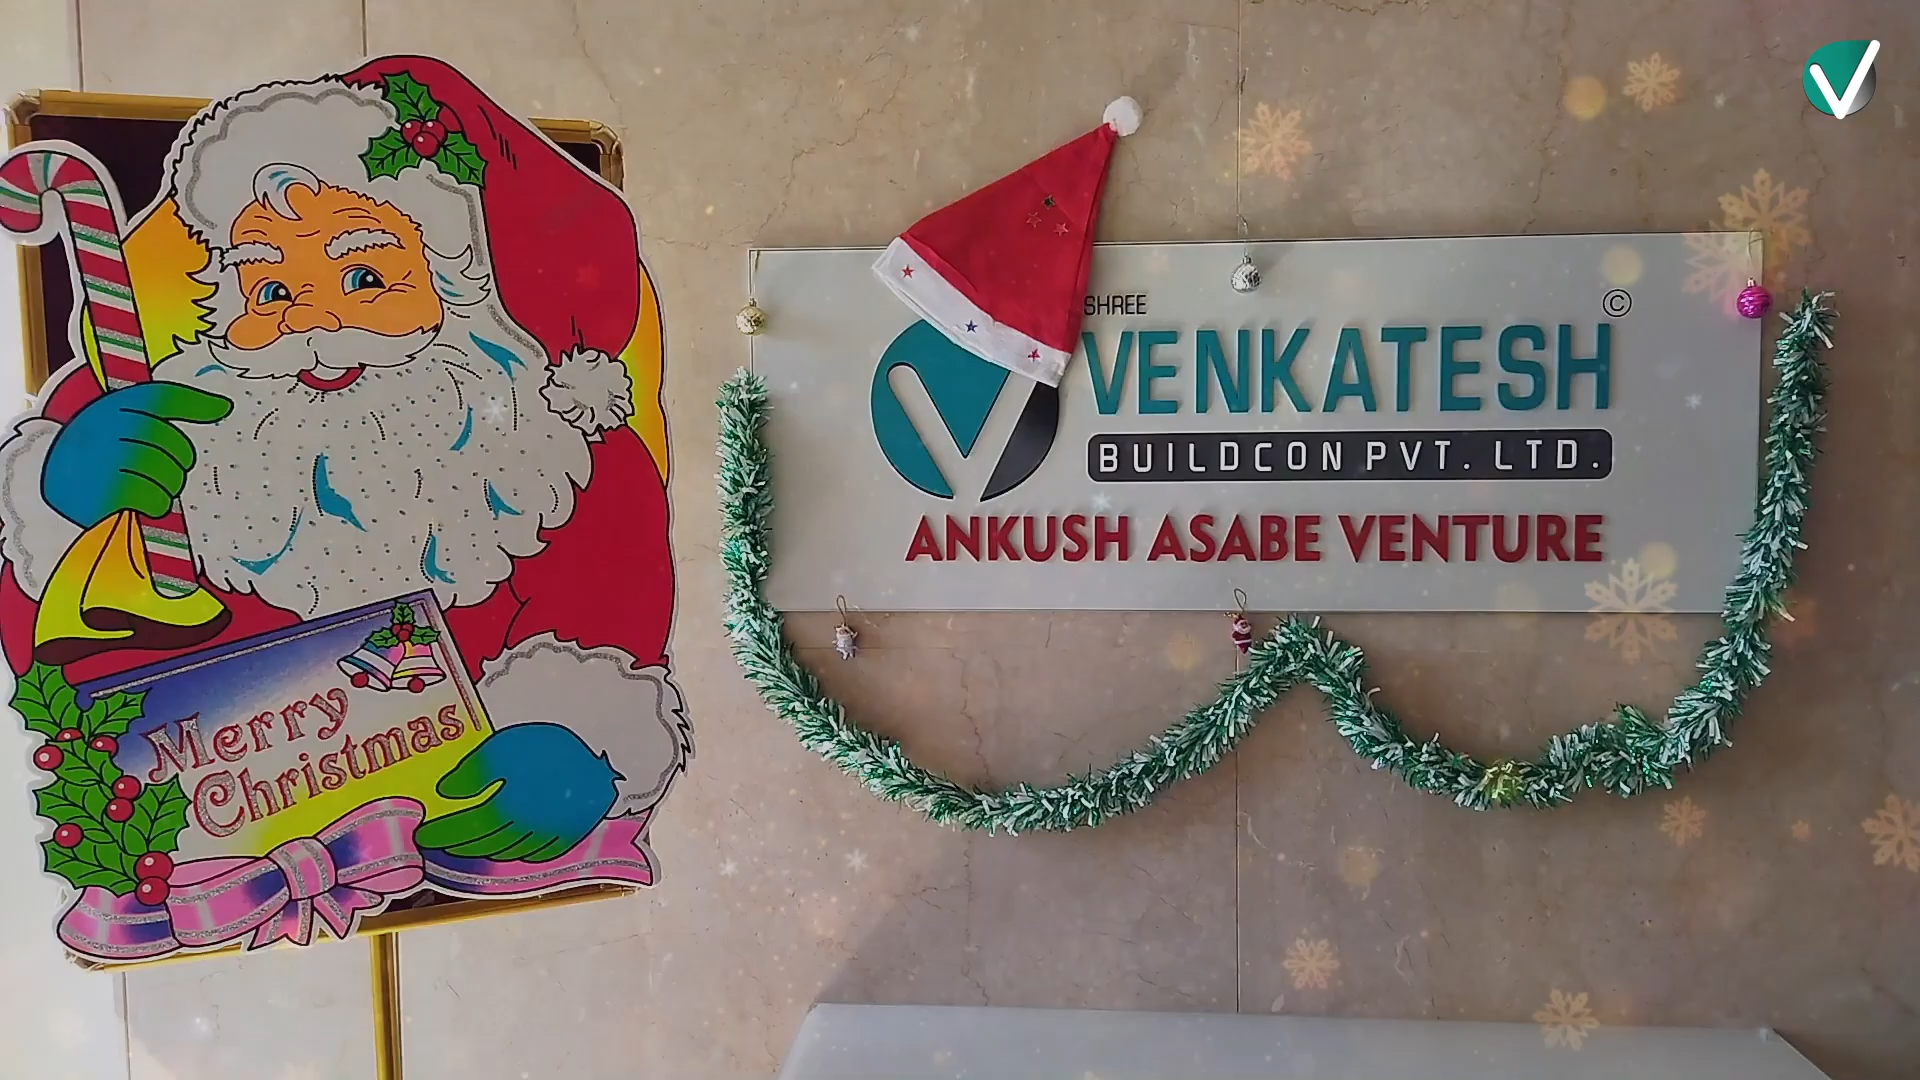 Merry
Christmas
SHREE
©
VENKATESH
BUILDCON PVT. LTD.
ANKUSH ASABE VENTURE